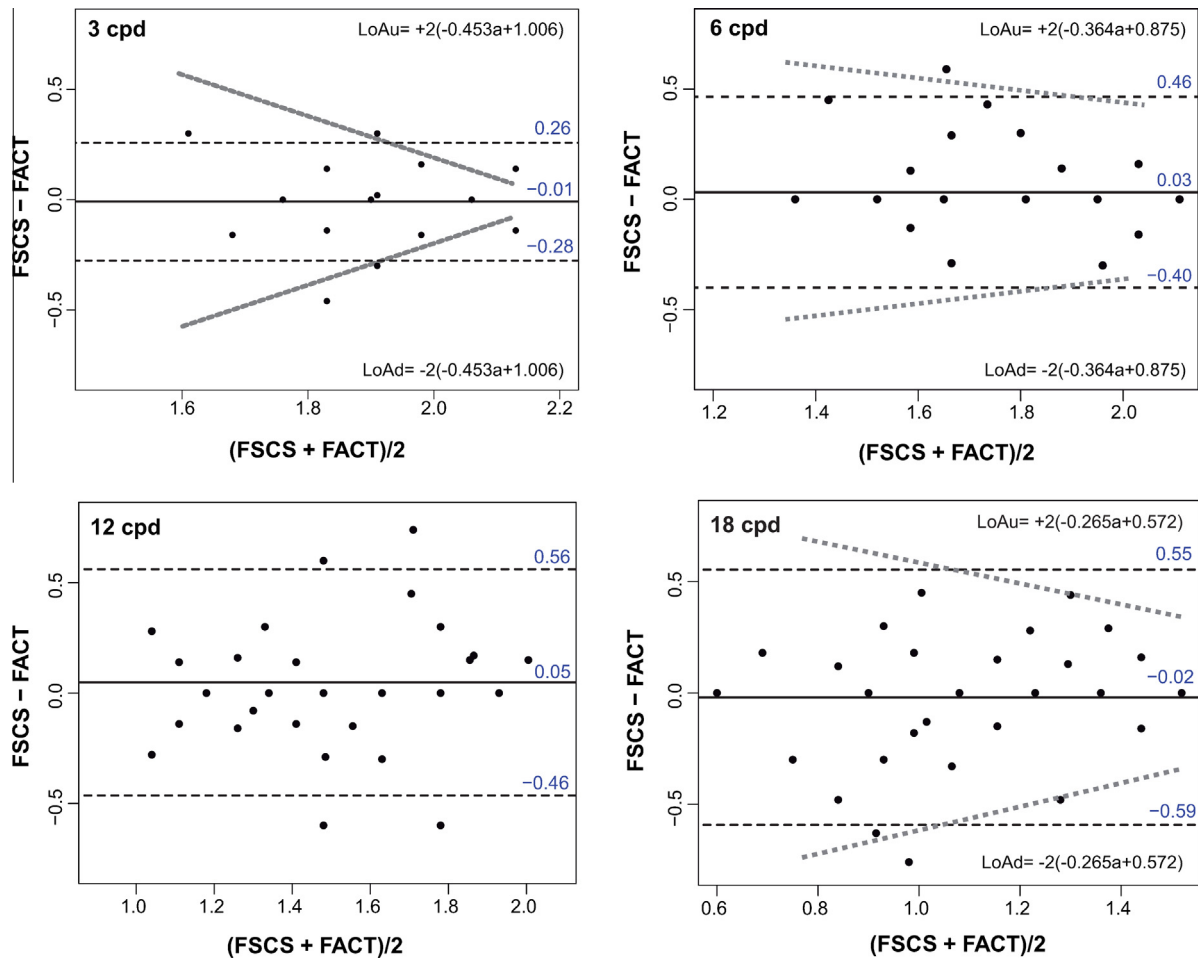 3 cpd
LoAu= +2(-0.453a+1.006)
0.5
0.26
FSCS − FACT
0.0
−0.01
−0.28
−0.5
LoAd= -2(-0.453a+1.006)
1.6 1.8 2.0 2.2
(FSCS + FACT)/2
6 cpd
LoAu= +2(-0.364a+0.875)
0.5
0.46
FSCS − FACT
0.0
0.03
−0.40
−0.5
LoAd= -2(-0.364a+0.875)
1.2 1.4 1.6 1.8 2.0
(FSCS + FACT)/2
12 cpd
0.56
0.5
FSCS − FACT
0.05
0.0
−0.46
−0.5
1.0 1.2 1.4 1.6 1.8 2.0
(FSCS + FACT)/2
18 cpd
LoAu= +2(-0.265a+0.572)
0.55
0.5
FSCS − FACT
−0.02
0.0
−0.5
−0.59
LoAd= -2(-0.265a+0.572)
0.6 0.8 1.0 1.2 1.4
(FSCS + FACT)/2